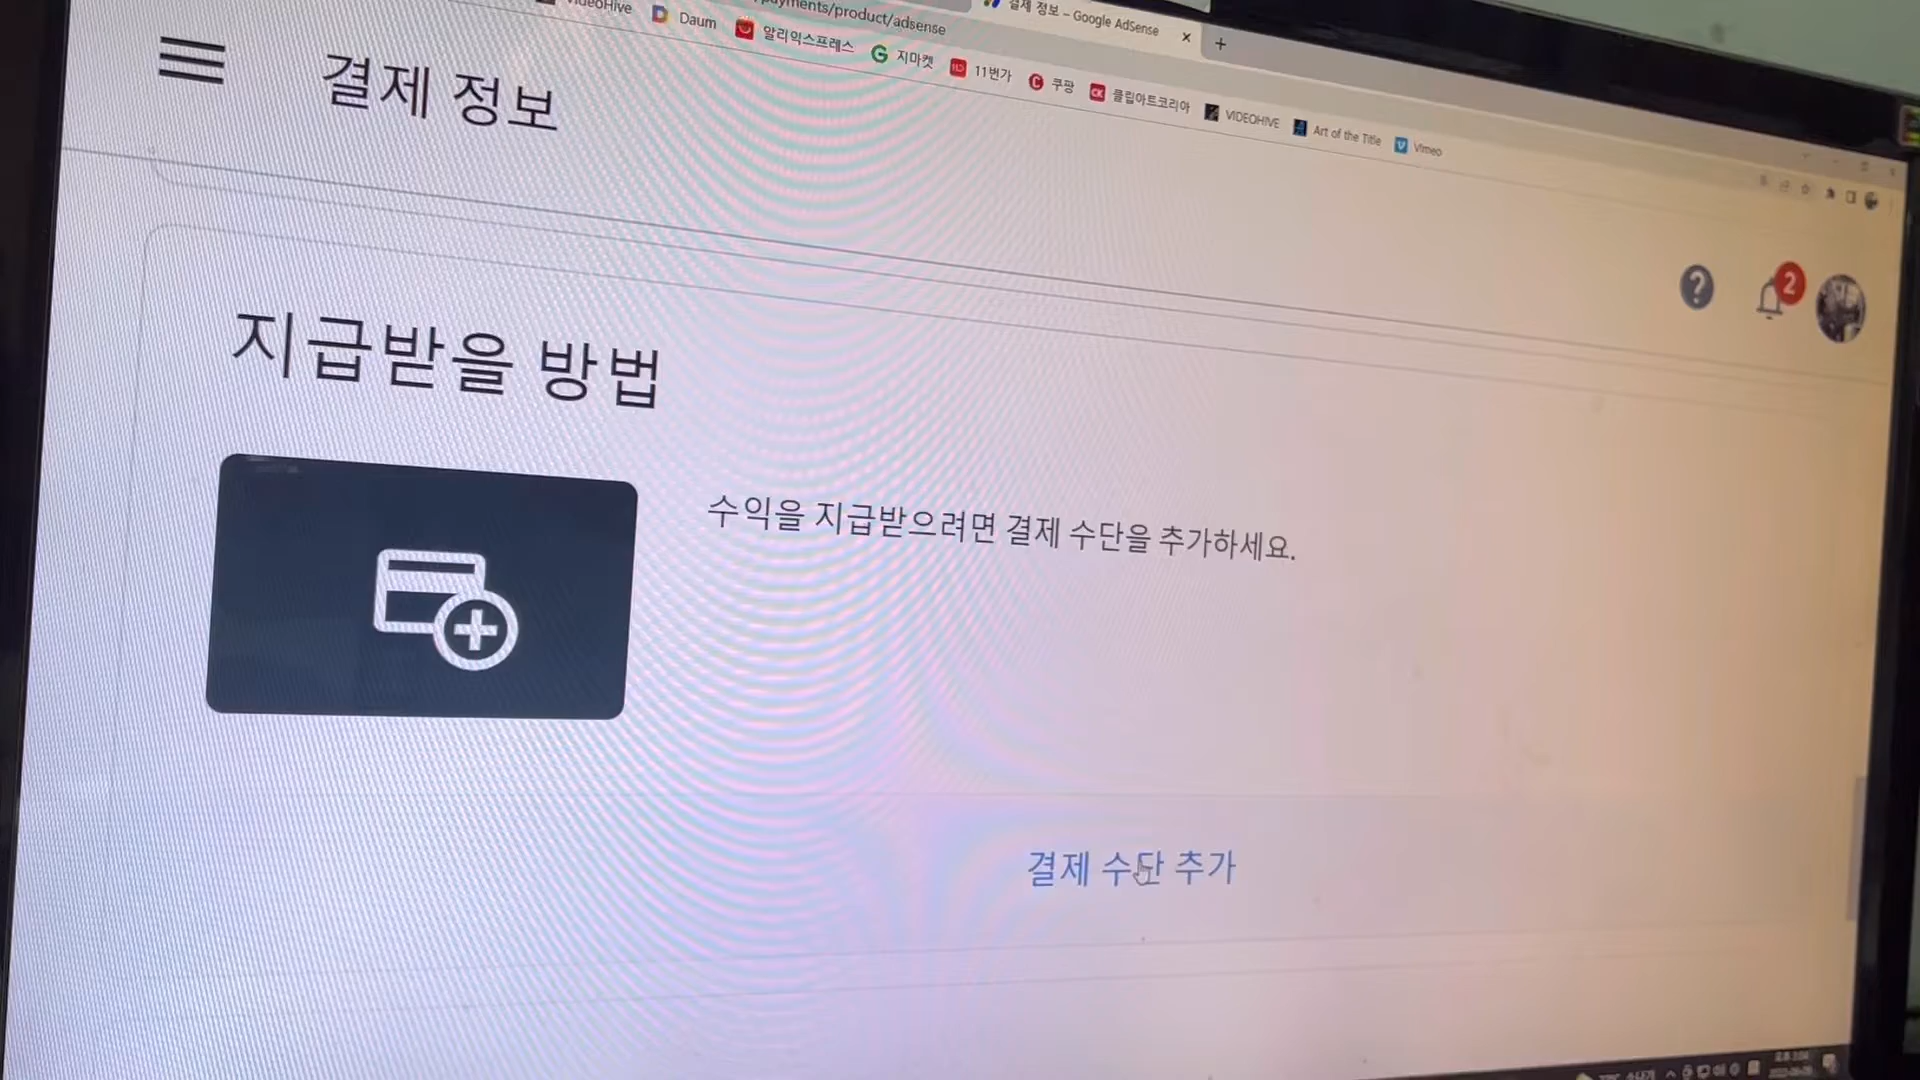 payments/product/adsense
결제 정보 – Google AdSense
VideoHive
Daum
알리익스프레스
지마켓
11번가
쿠팡
클립아트코리아
VIDEOHIVE
Art of the Title
Vimeo
결제 정보
2
지급받을 방법
수익을 지급받으려면 결제 수단을 추가하세요.
결제 수단 추가